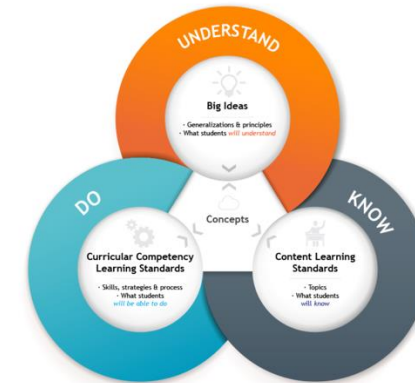 UNDERSTAND
Big Ideas
- Generalizations & principles
- What students will understand
DO
KNOW
Concepts
Curricular Competency
Learning Standards
- Skills, strategies & process
- What students
will be able to do
Content Learning
Standards
- Topics
- What students
will know